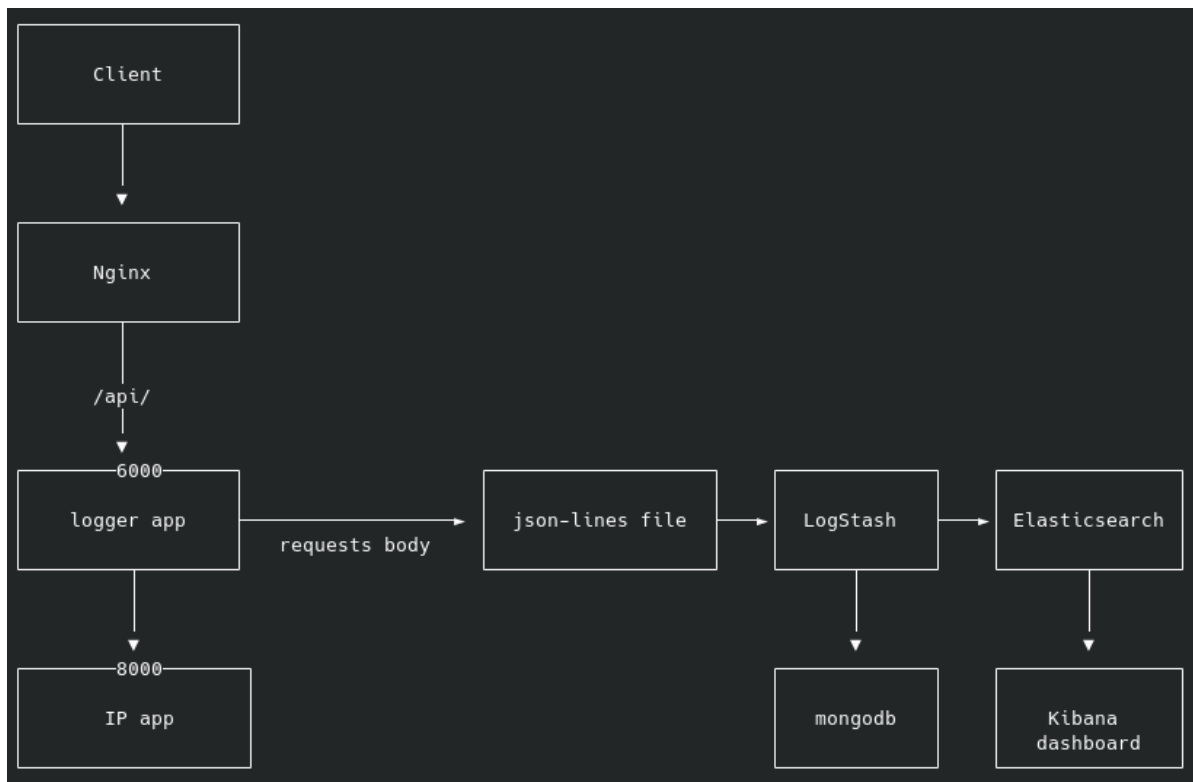 Client
Nginx
/api/
6000
logger app
requests body
json-lines file
LogStash
Elasticsearch
8000
IP app
mongodb
Kibana
dashboard